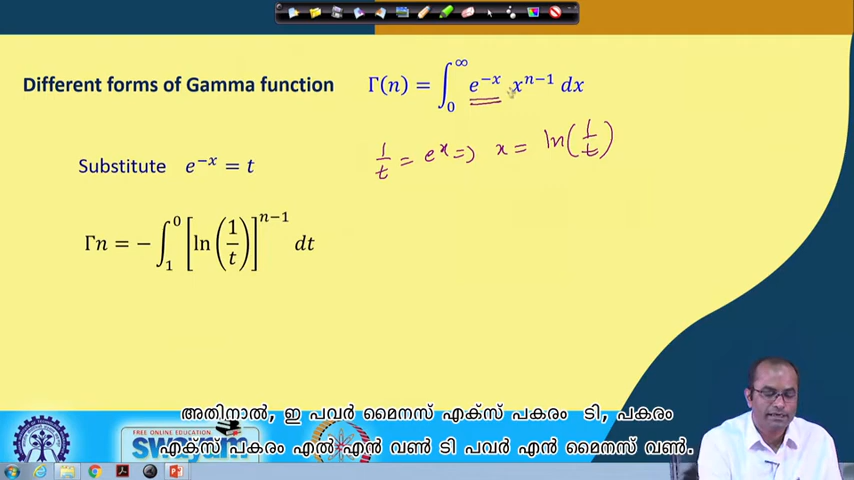 Different forms of Gamma function Γ(n) = ∫₀^∞ e^{−x} x^{n−1} dx
1/t = e^x ⇒ x = ln(1/t)
Substitute e^{−x} = t
Γn = − ∫₁⁰ [ln(1/t)]^{n−1} dt
അതിനാൽ, ഇ പവർ മൈനസ് എക്സ് പകരം ടി, പകരം
എക്സ് പകരം എൽ എൻ വൺ ടി പവർ എൻ മൈനസ് വൺ.
FREE ONLINE EDUCATION
swayam